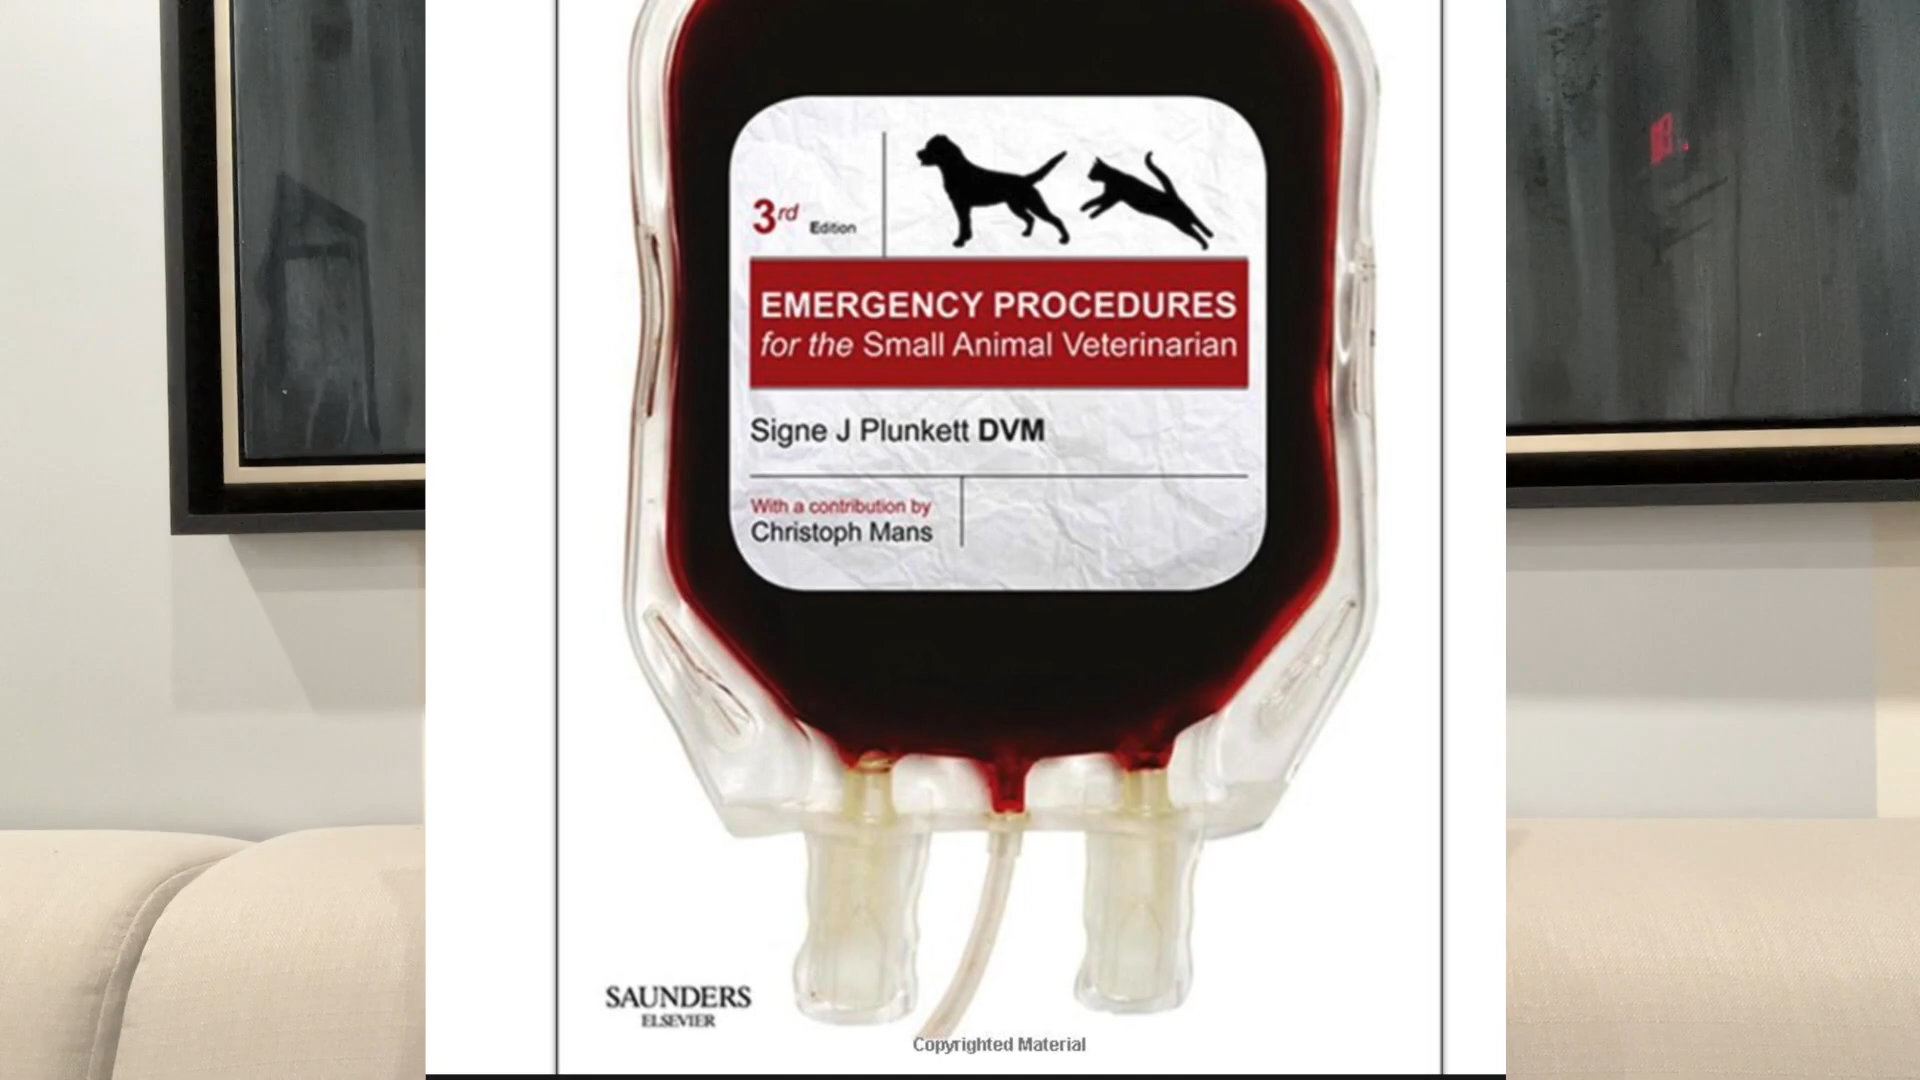 3rd Edition
EMERGENCY PROCEDURES
for the Small Animal Veterinarian
Signe J Plunkett DVM
With a contribution by
Christoph Mans
SAUNDERS
ELSEVIER
Copyrighted Material